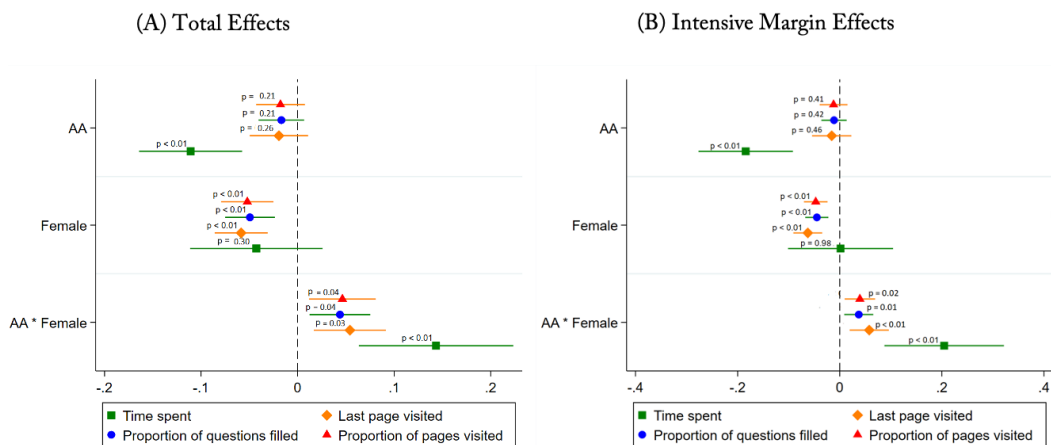 (A) Total Effects
(B) Intensive Margin Effects
AA
p = 0.21
p = 0.21
p = 0.26
p < 0.01
Female
p < 0.01
p < 0.01
p < 0.01
p = 0.30
AA * Female
p = 0.04
p = 0.04
p = 0.03
p < 0.01
-.2
-.1
0
.1
.2
Time spent
Last page visited
Proportion of questions filled
Proportion of pages visited
AA
p = 0.41
p = 0.42
p = 0.46
p < 0.01
Female
p < 0.01
p < 0.01
p < 0.01
p = 0.98
AA * Female
p = 0.02
p = 0.01
p < 0.01
p < 0.01
-.4
-.2
0
.2
.4
Time spent
Last page visited
Proportion of questions filled
Proportion of pages visited